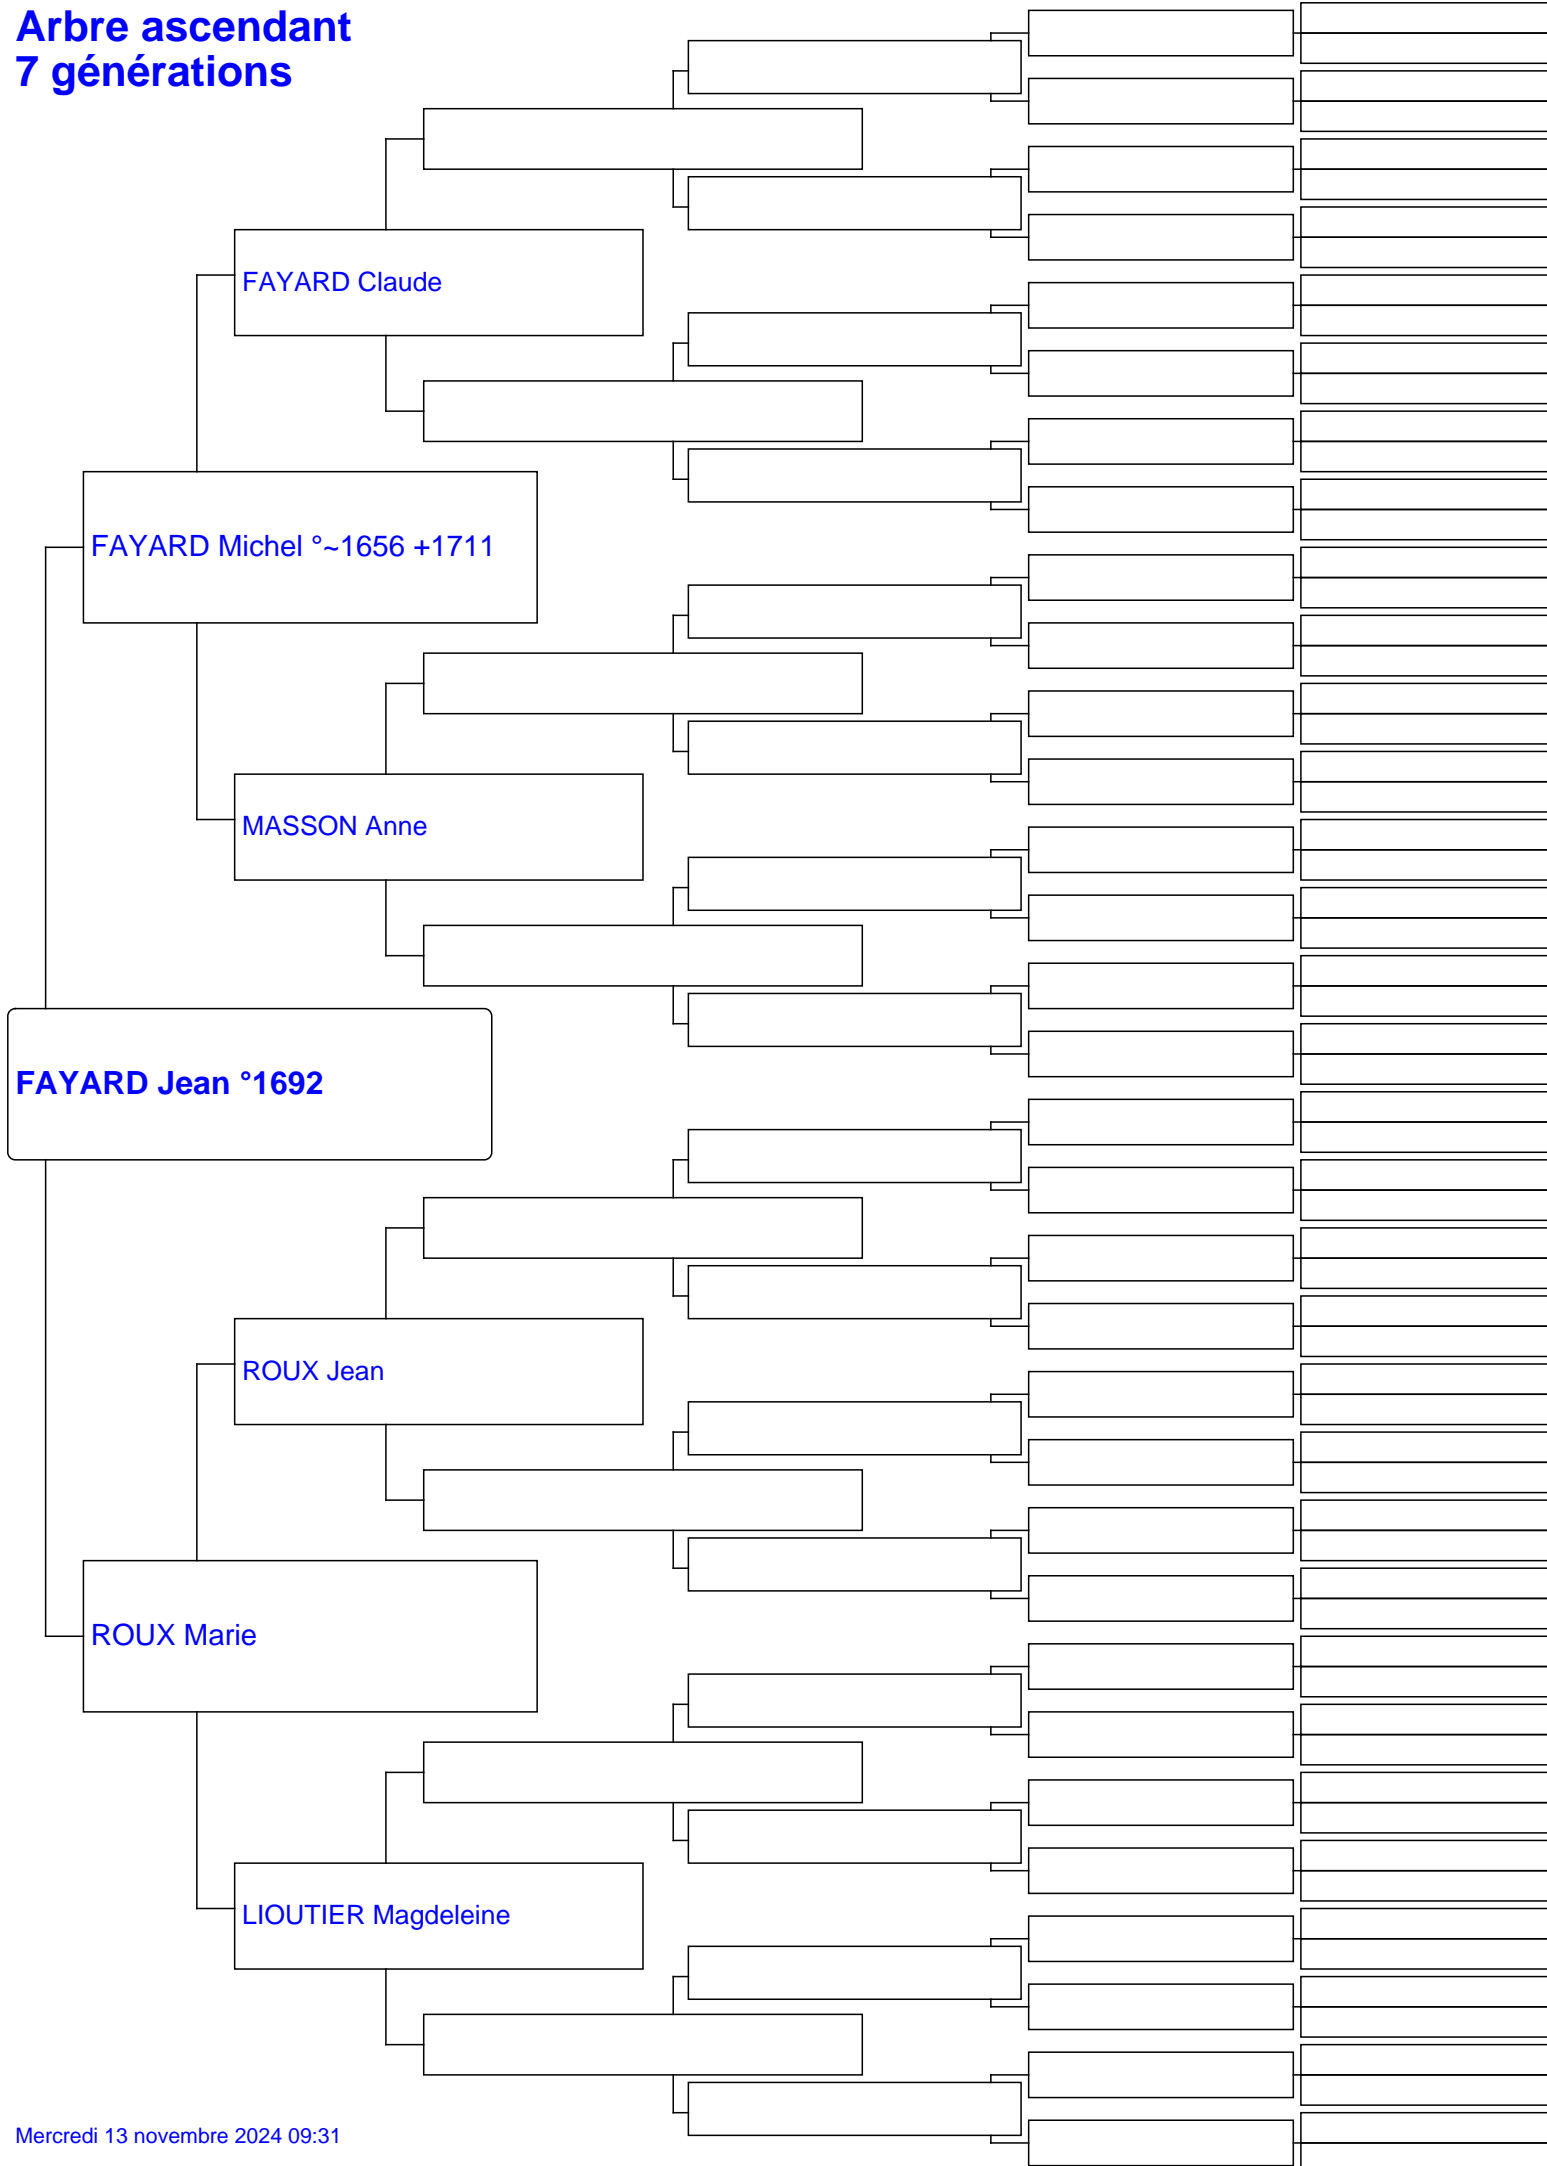 Arbre ascendant
7 générations
FAYARD Claude
FAYARD Michel °~1656 +1711
MASSON Anne
FAYARD Jean °1692
ROUX Jean
ROUX Marie
LIOUTIER Magdeleine
Mercredi 13 novembre 2024 09:31